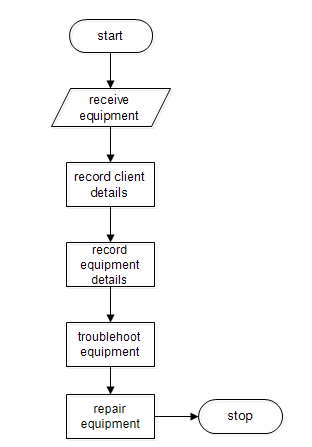 start
receive
equipment
record client
details
record
equipment
details
troublehoot
equipment
repair
equipment
stop